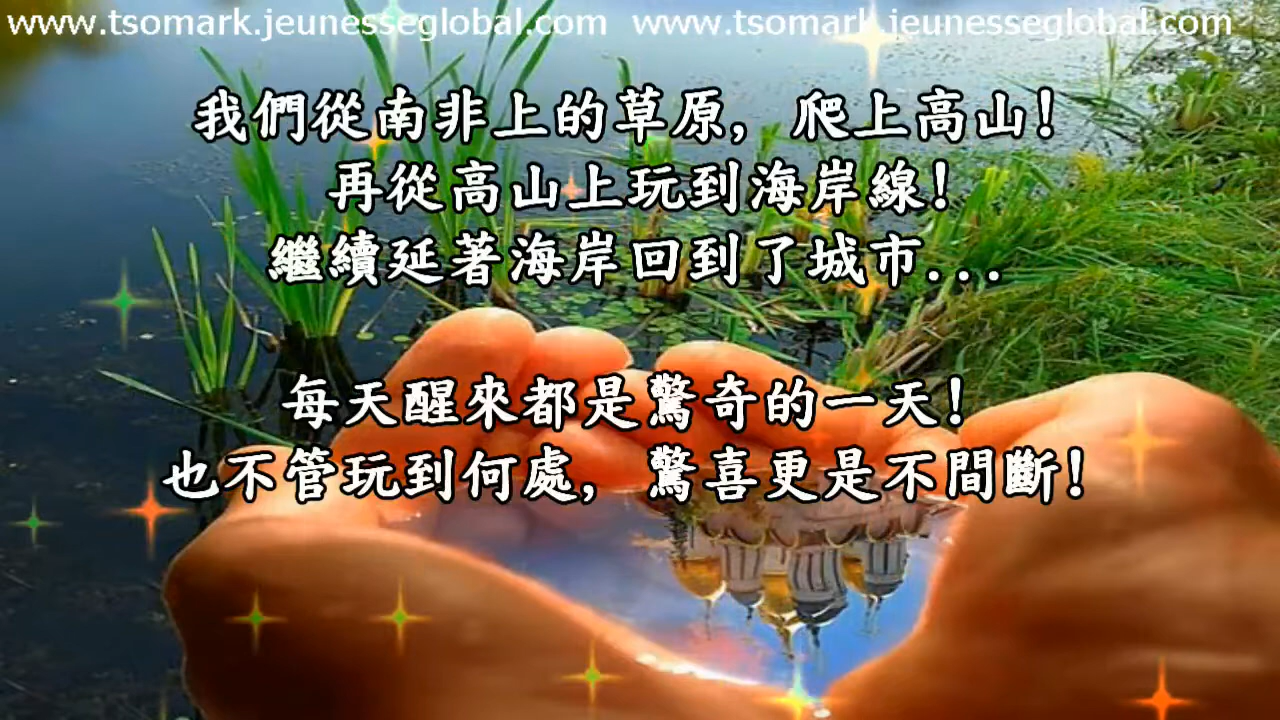 www.tsomark.jeunesseglobal.com www.tsomark.jeunesseglobal.com
我們從南非上的草原, 爬上高山!
再從高山上玩到海岸線!
繼續延著海岸回到了城市...
每天醒來都是驚奇的一天!
也不管玩到何處, 驚喜更是不間斷!